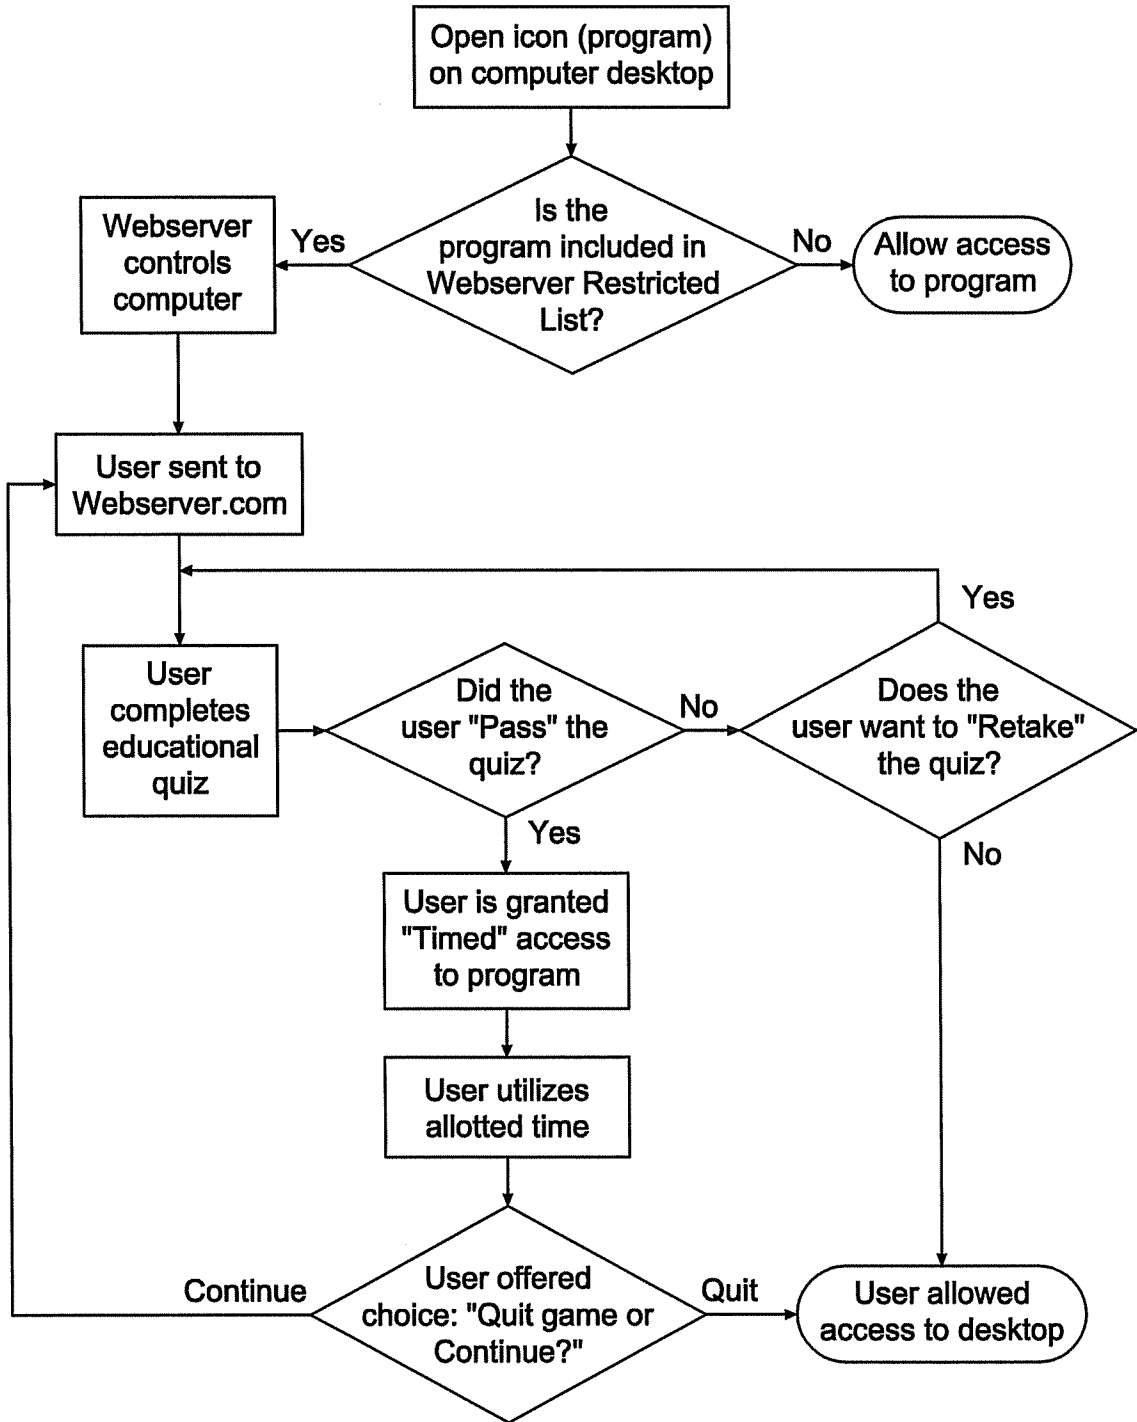 Open icon (program)
on computer desktop
Is the
program included in
Webserver Restricted
List?
Yes
No
Webserver
controls
computer
Allow access
to program
User sent to
Webserver.com
Yes
User
completes
educational
quiz
Did the
user "Pass" the
quiz?
No
Does the
user want to "Retake"
the quiz?
Yes
No
User is granted
"Timed" access
to program
User utilizes
allotted time
Continue
User offered
choice: "Quit game or
Continue?"
Quit
User allowed
access to desktop